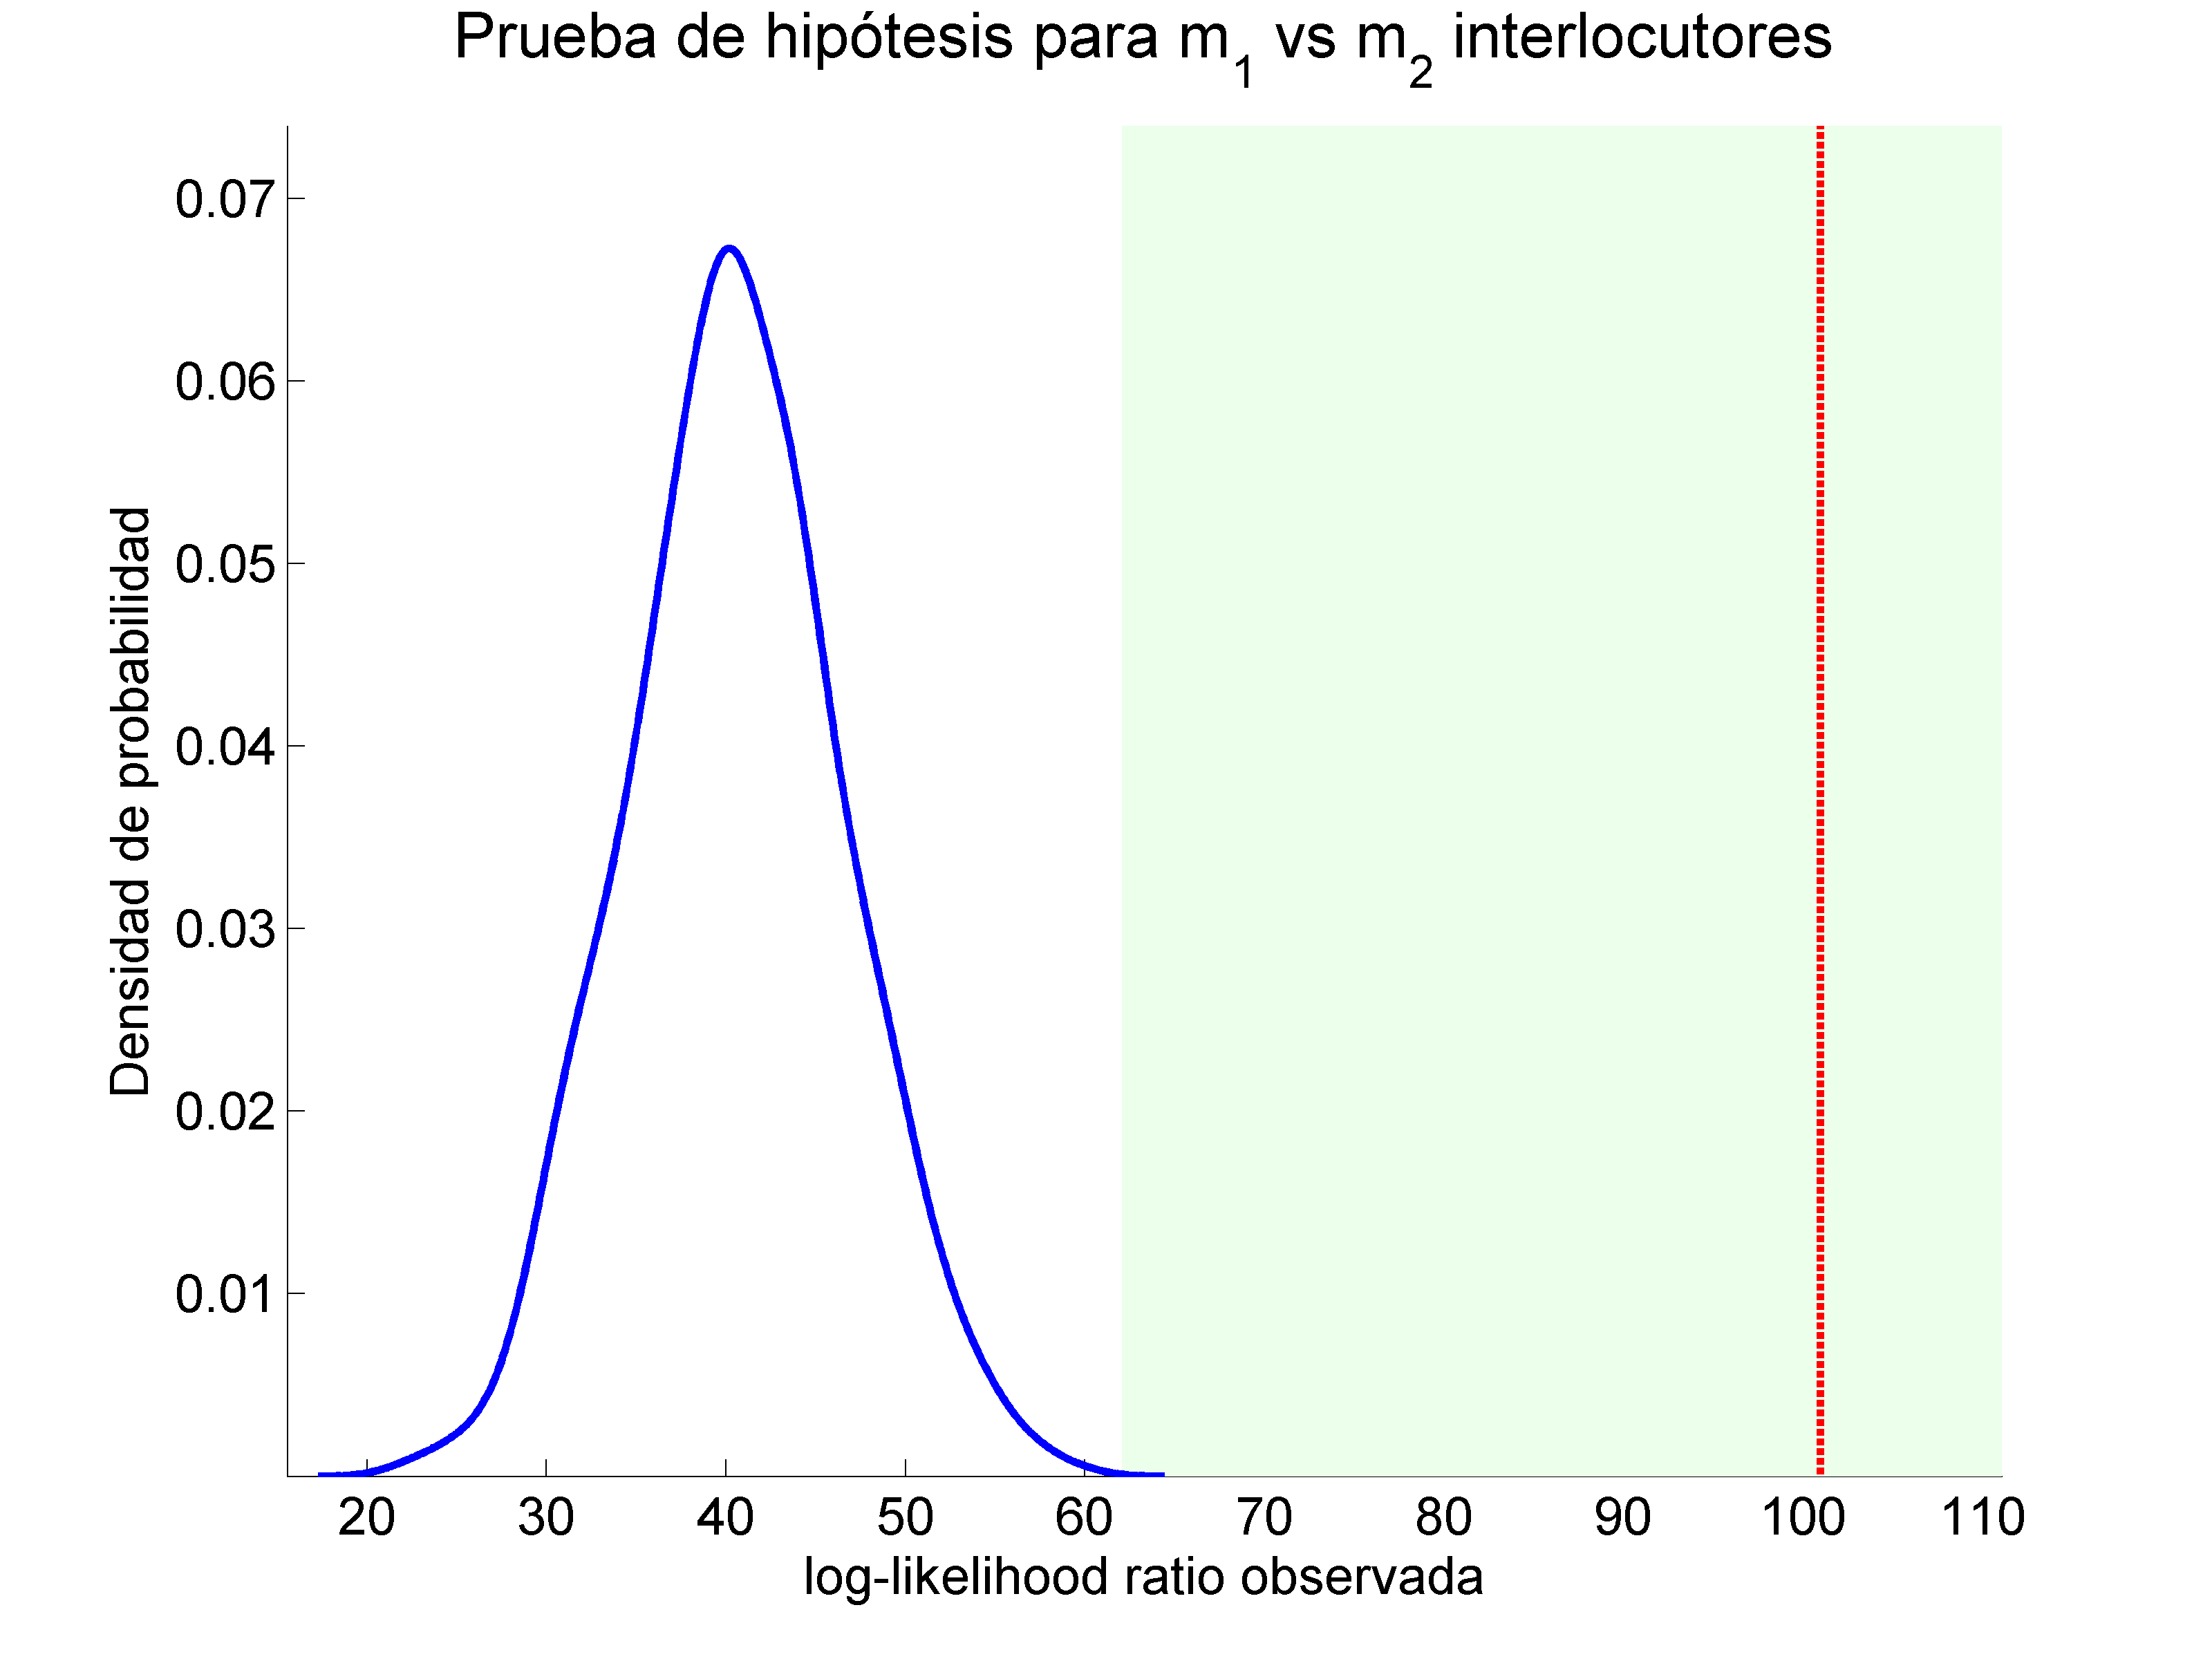 Prueba de hipótesis para m1 vs m2 interlocutores
0.07
0.06
0.05
0.04
0.03
0.02
0.01
Densidad de probabilidad
20 30 40 50 60 70 80 90 100 110
log-likelihood ratio observada